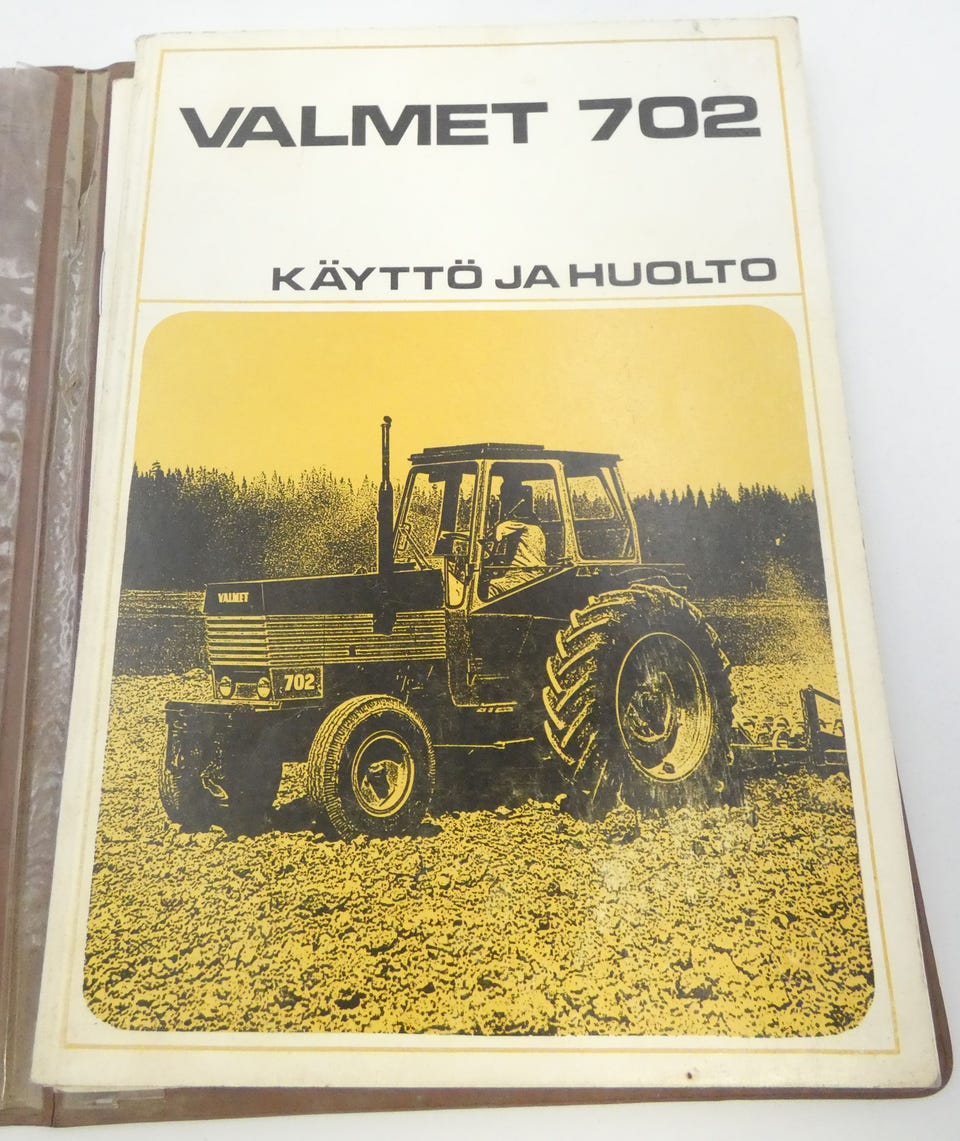 VALMET 702
KÄYTTÖ JA HUOLTO
VALMET
702